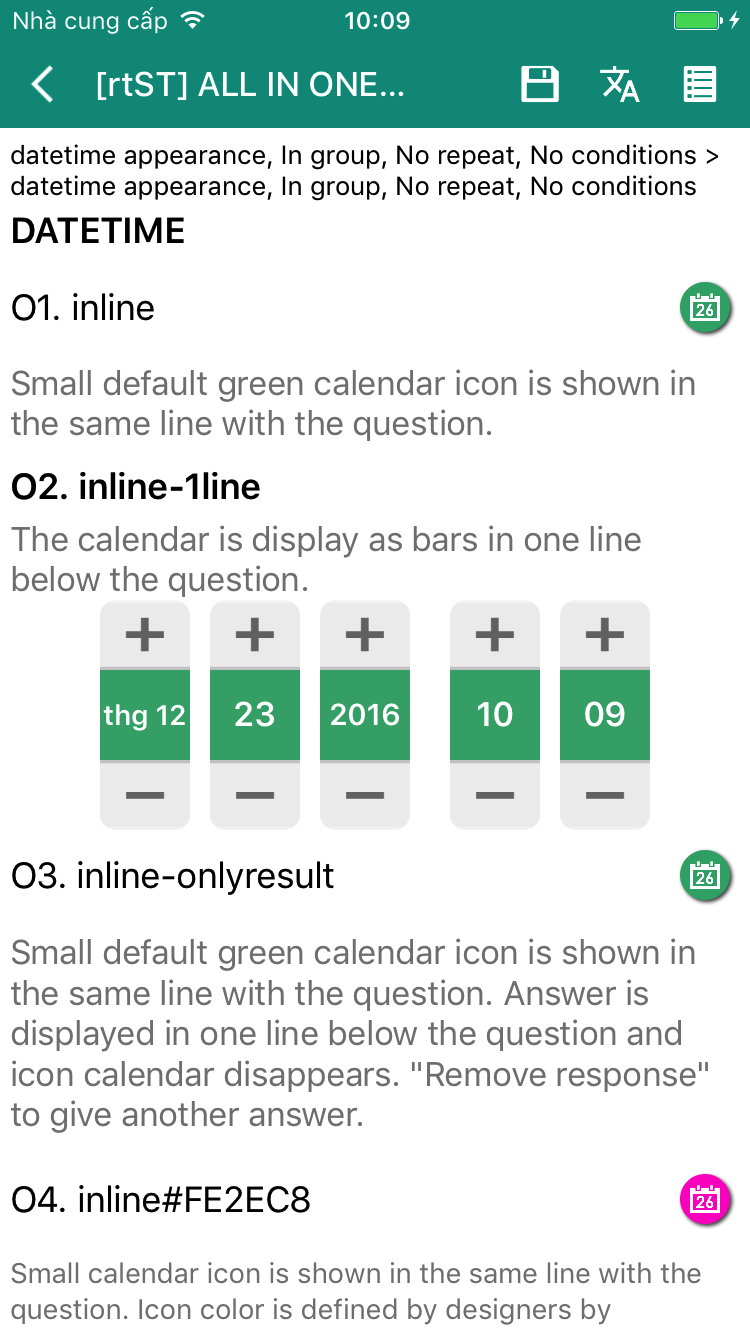 Nhà cung cấp 10:09
[rtST] ALL IN ONE...
datetime appearance, In group, No repeat, No conditions >
datetime appearance, In group, No repeat, No conditions
DATETIME
O1. inline
26
Small default green calendar icon is shown in
the same line with the question.
O2. inline-1line
The calendar is display as bars in one line
below the question.
+ + + + +
thg 12 23 2016 10 09
— — — — —
O3. inline-onlyresult
26
Small default green calendar icon is shown in
the same line with the question. Answer is
displayed in one line below the question and
icon calendar disappears. "Remove response"
to give another answer.
O4. inline#FE2EC8
26
Small calendar icon is shown in the same line with the
question. Icon color is defined by designers by